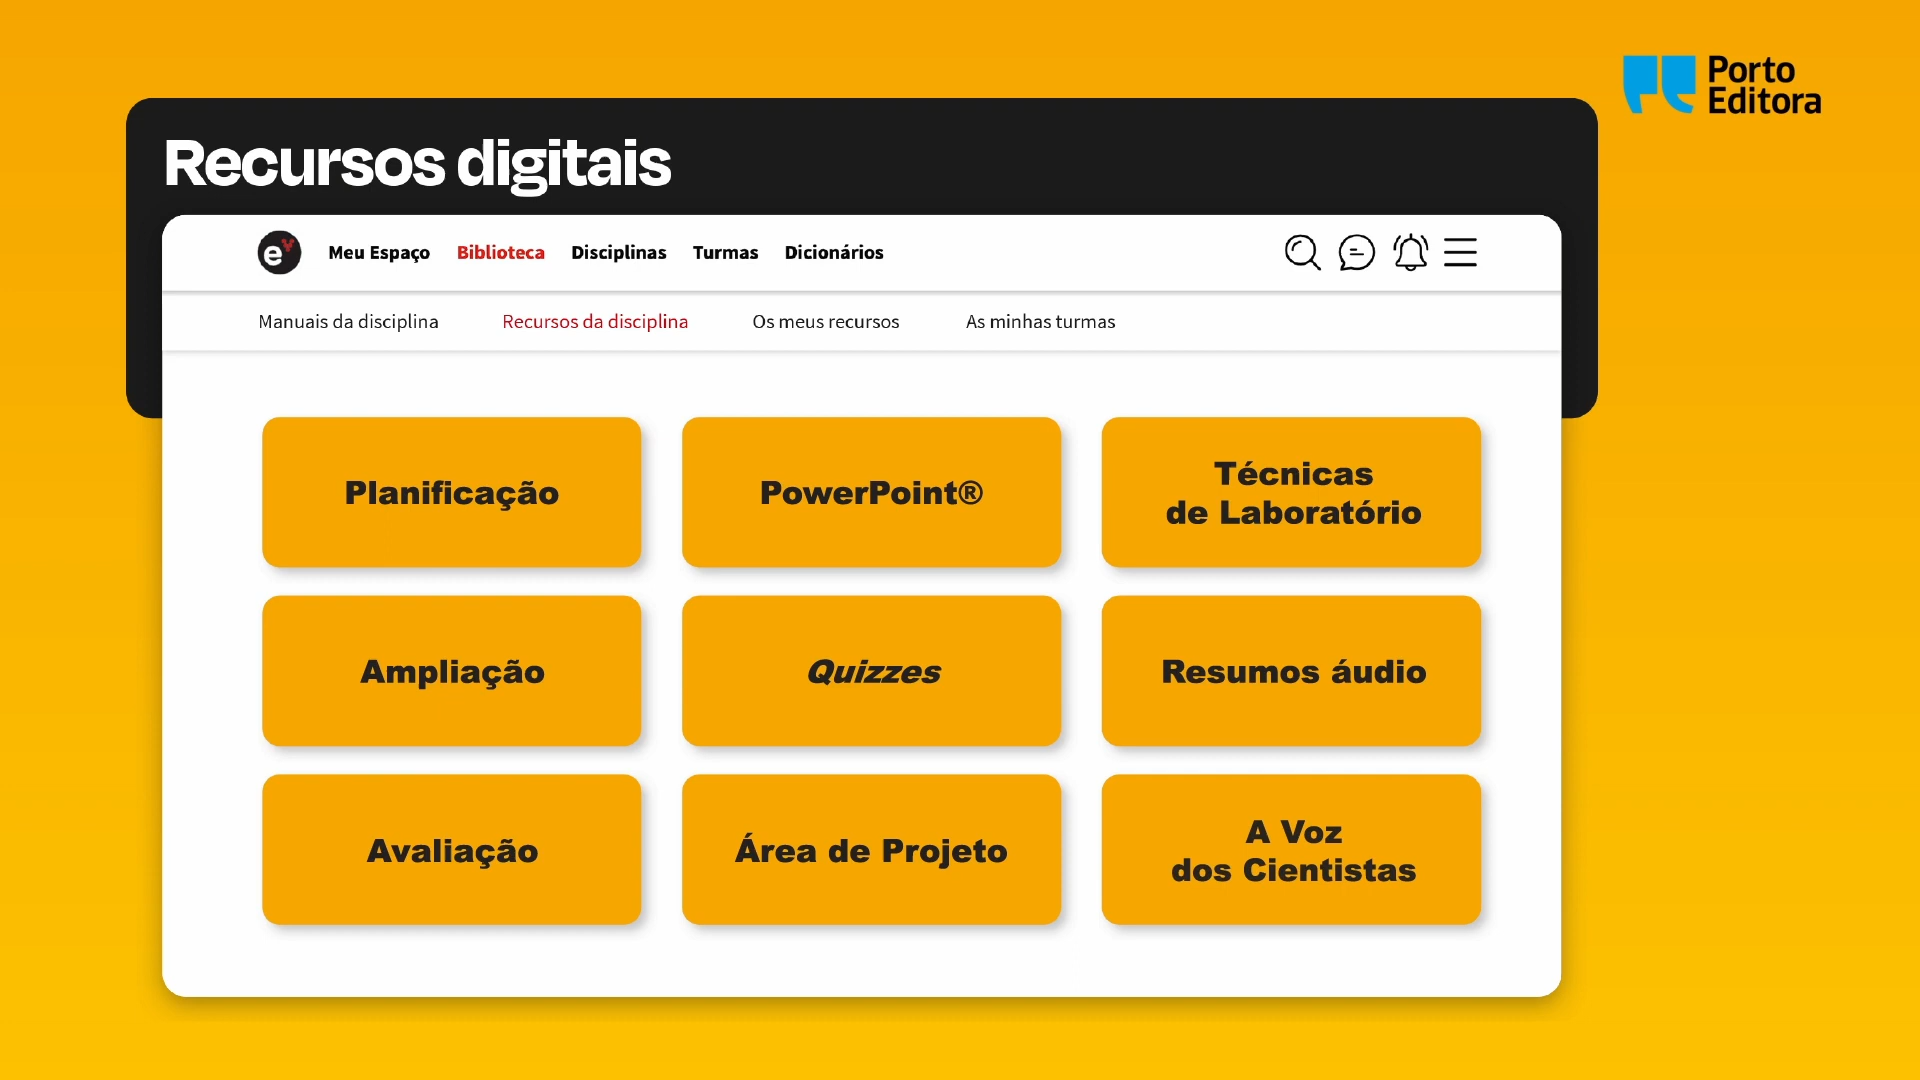 Porto
Editora
Recursos digitais
e
Meu Espaço Biblioteca Disciplinas Turmas Dicionários
Manuais da disciplina Recursos da disciplina Os meus recursos As minhas turmas
Planificação
PowerPoint®
Técnicas
de Laboratório
Ampliação
Quizzes
Resumos áudio
Avaliação
Área de Projeto
A Voz
dos Cientistas